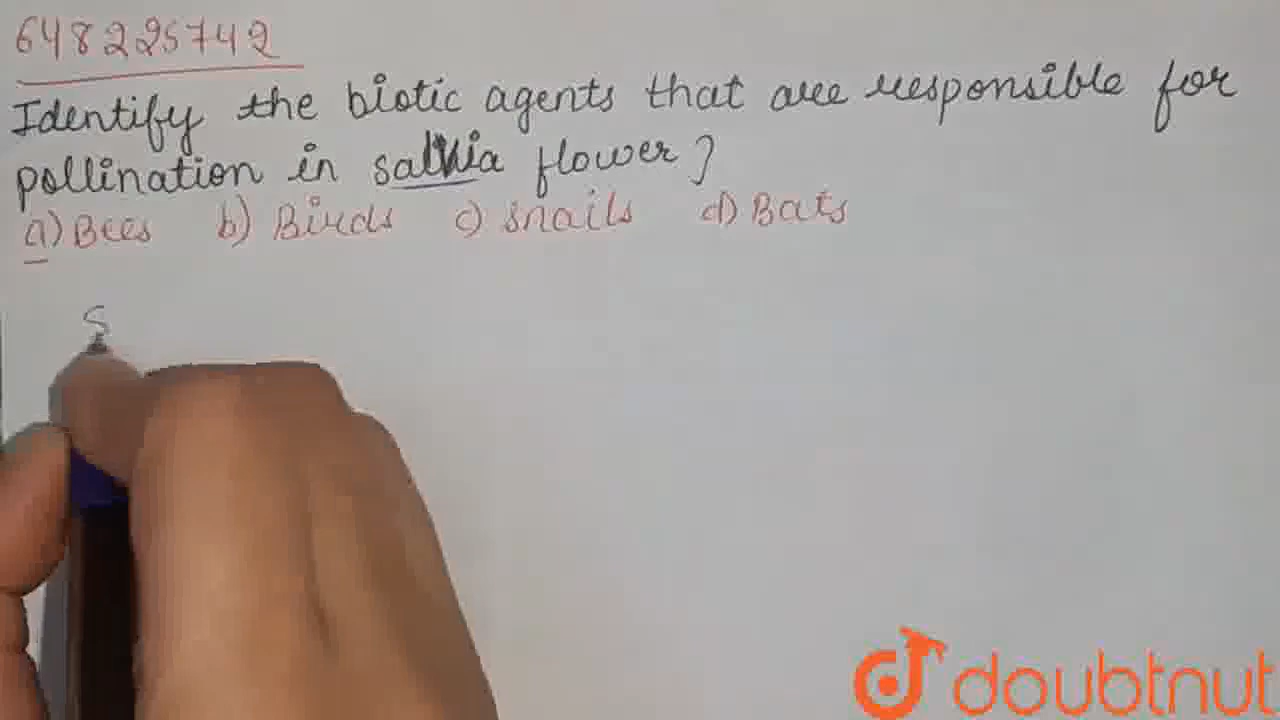 648225742
Identify the biotic agents that are responsible for
pollination in salvia flower ?
a) Bees b) Birds c) Snails d) Bats
S
doubtnut